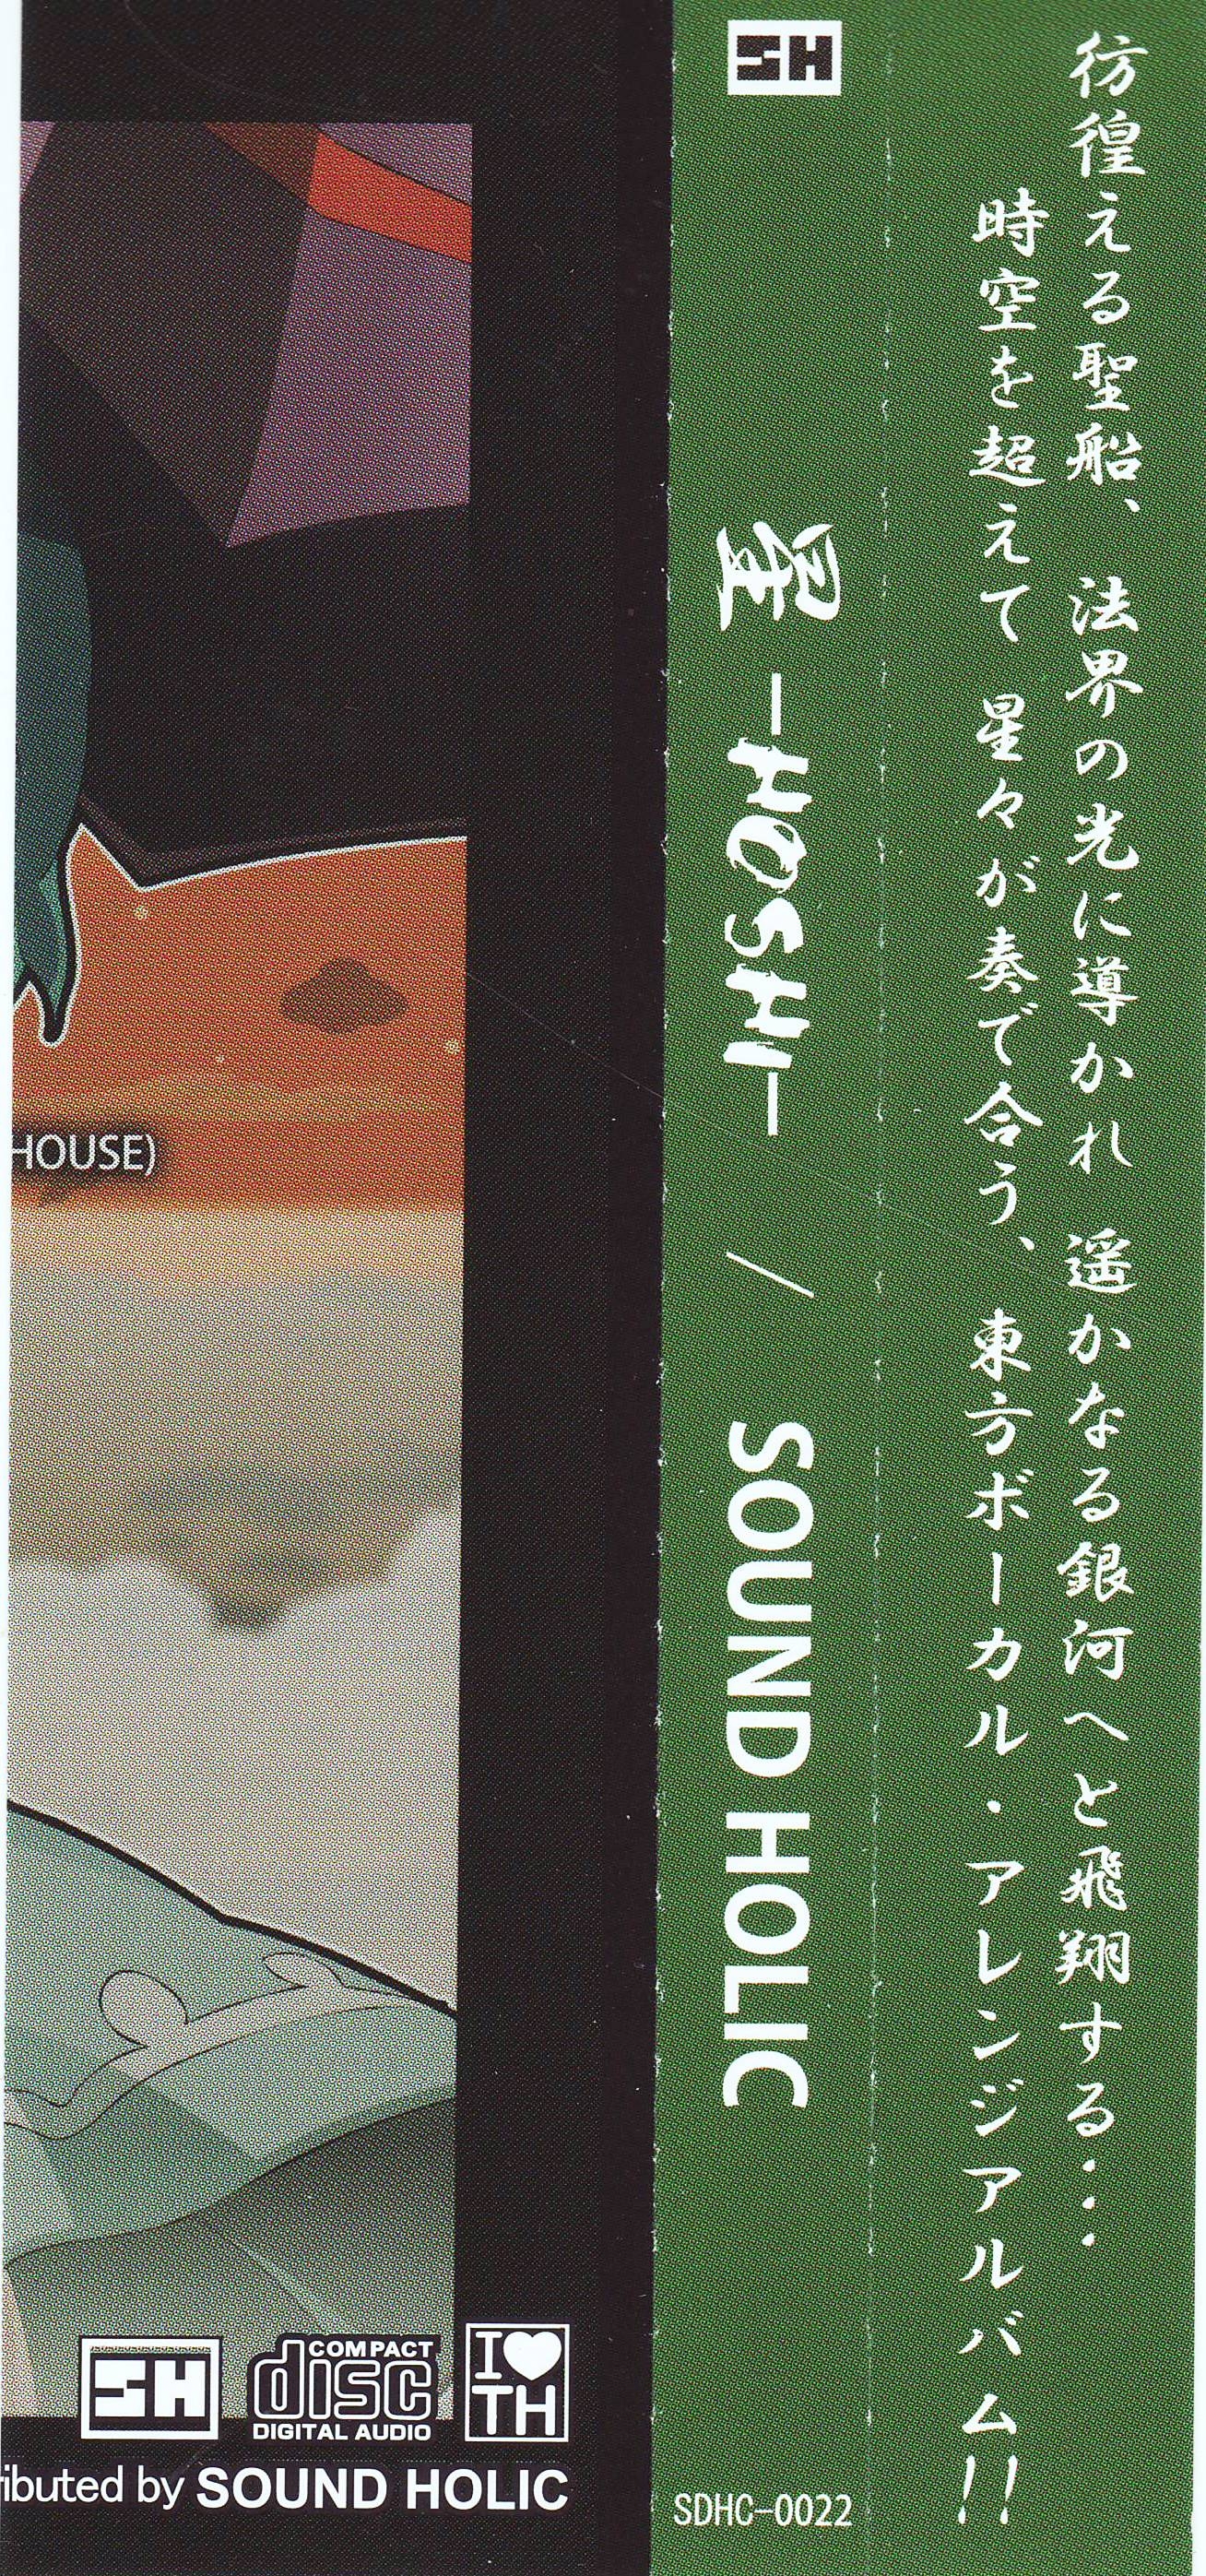 彷徨える聖船、法界の光に導かれ 遥かなる銀河へと飛翔する・・・・
時空を超えて 星々が奏で合う、東方ボーカル・アレンジアルバム!!
SH
星 -HOSHI- / SOUND HOLIC
SDHC-0022
HOUSE)
SH
COMPACT
disc
DIGITAL AUDIO
I♥
TH
ributed by SOUND HOLIC